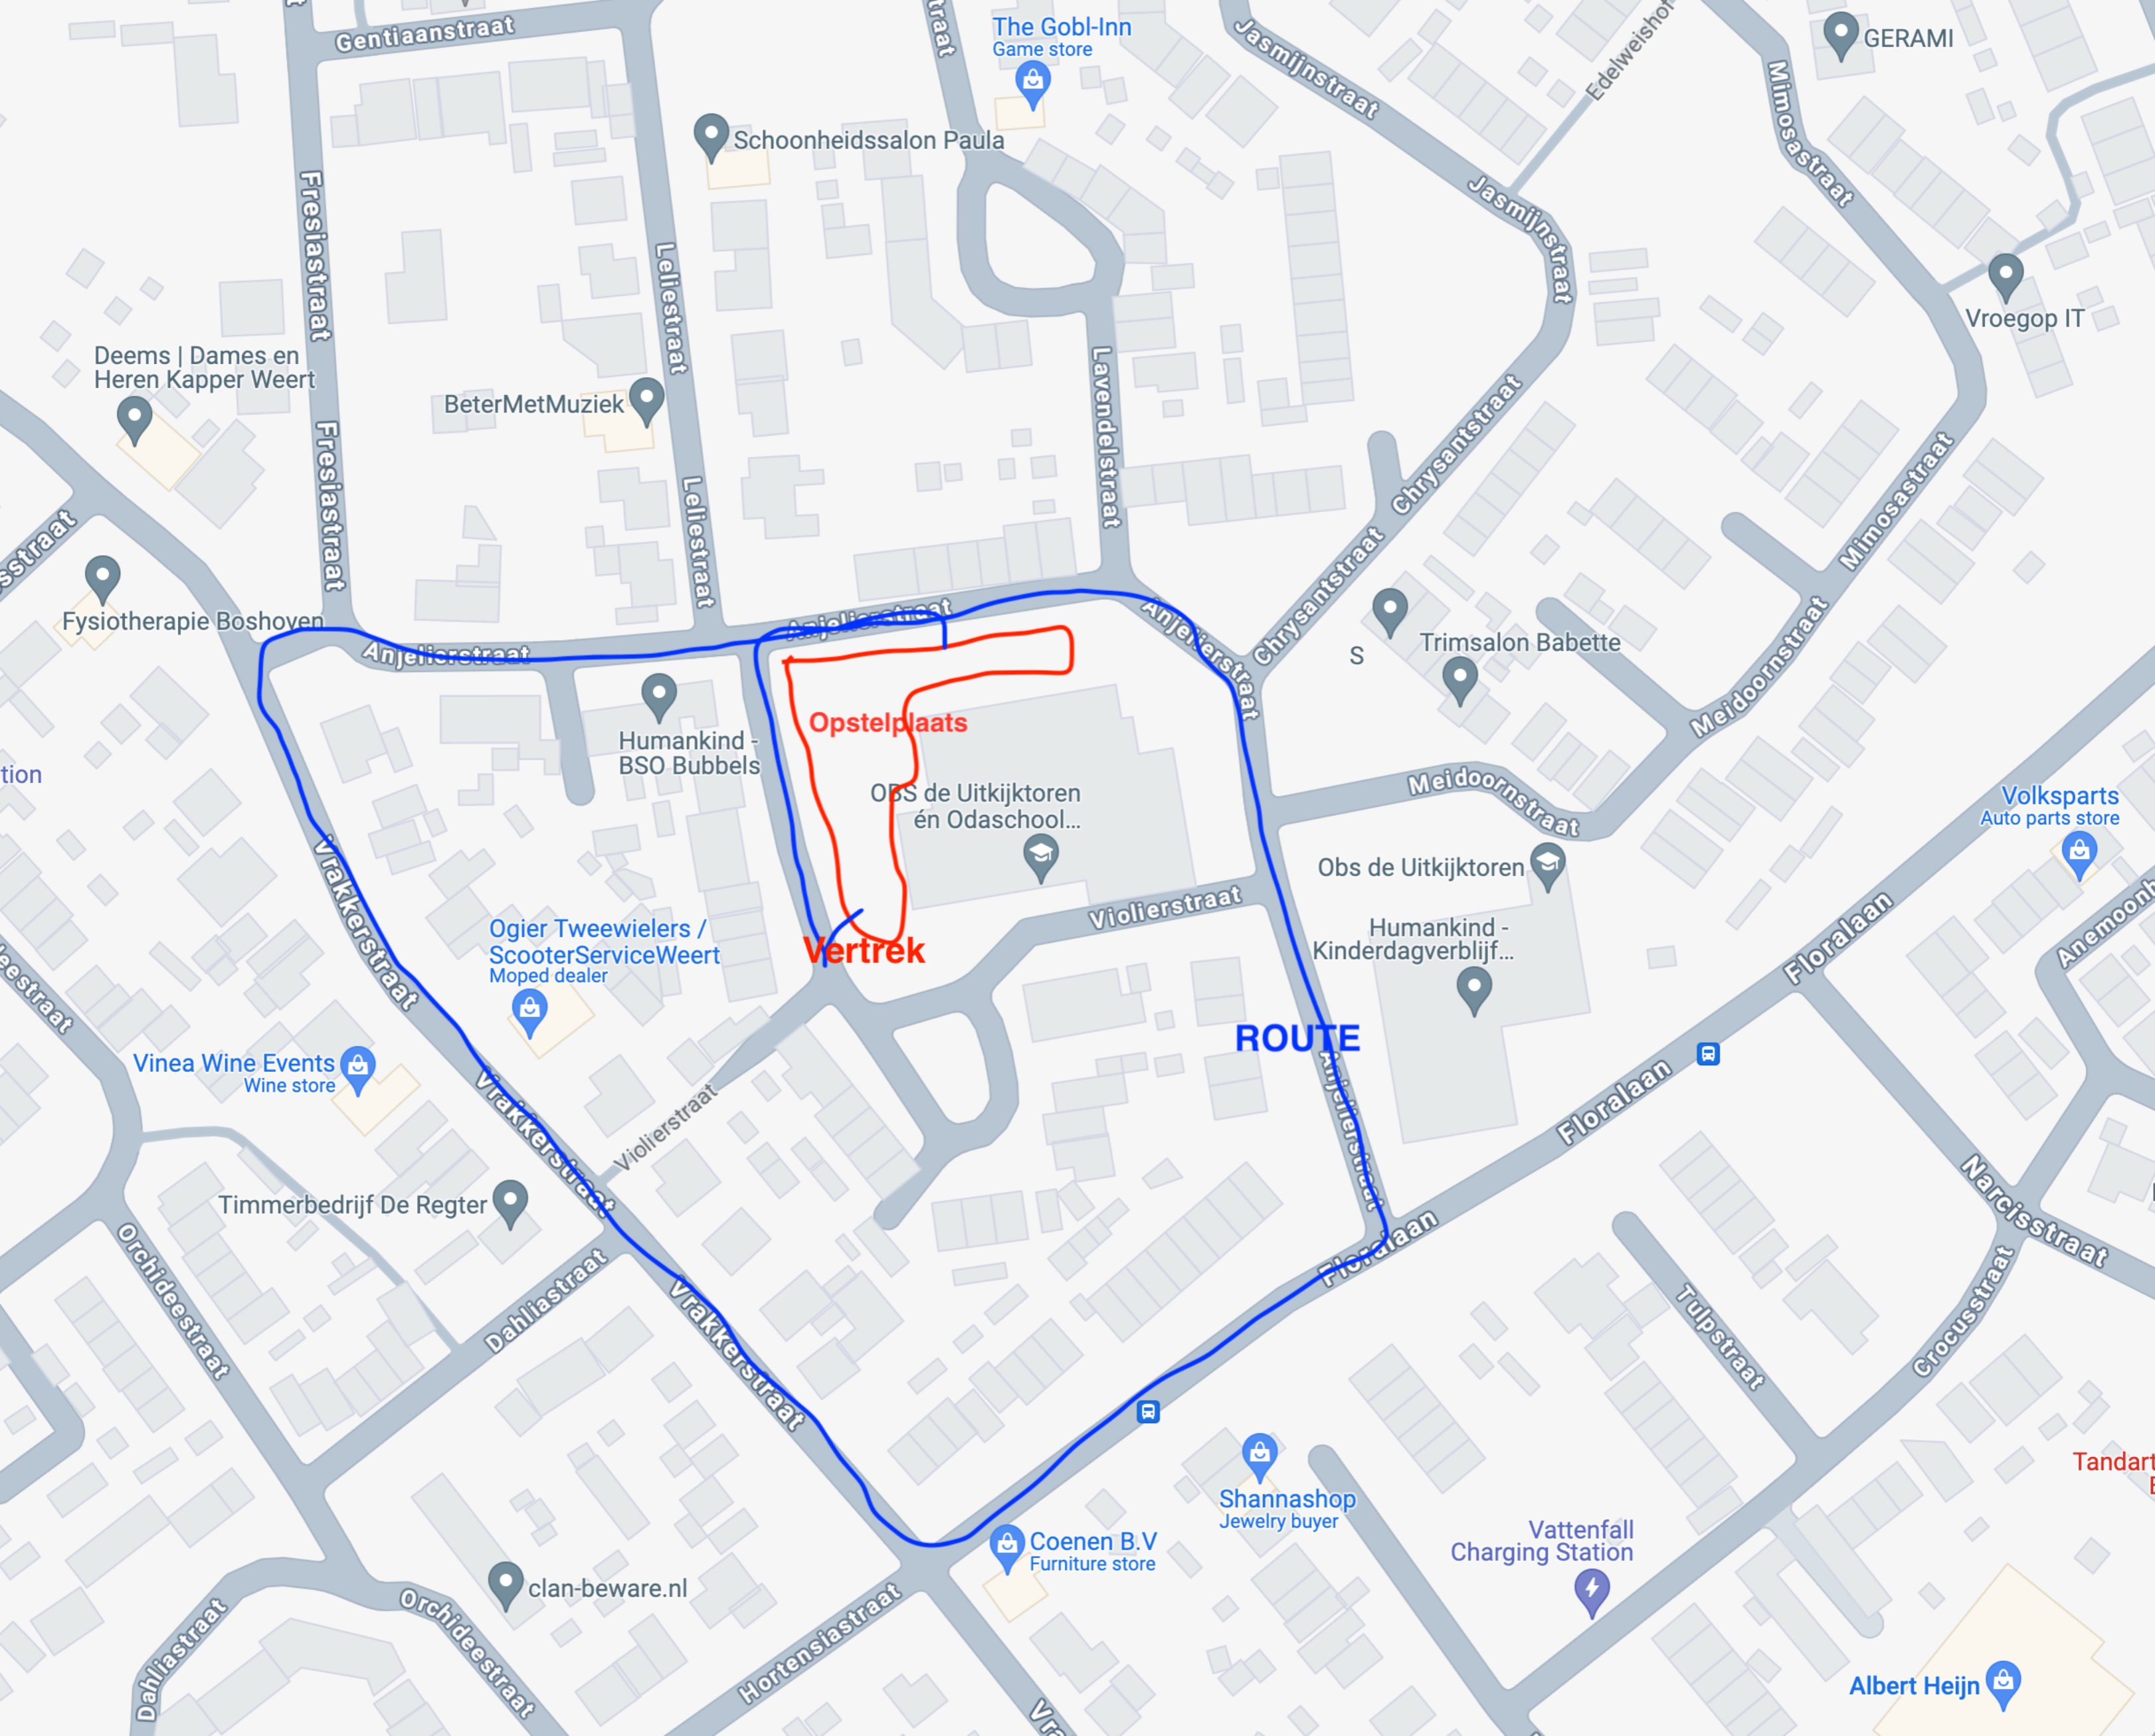 Gentiaanstraat
The Gobl-Inn
Game store
Jasmijnstraat
Edelweishof
GERAMI
Mimosastraat
Schoonheidssalon Paula
Fresiastraat
Jasmijnstraat
Leliestraat
Vroegop IT
Deems | Dames en
Heren Kapper Weert
BeterMetMuziek
Lavendelstraat
Chrysantstraat
Fresiastraat
Leliestraat
Mimosastraat
Fysiotherapie Boshoven
Anjelierstraat
Anjelierstraat
Anjelierstraat
Chrysantstraat
S
Trimsalon Babette
Meidoornstraat
Humankind -
BSO Bubbels
Opstelplaats
OBS de Uitkijktoren
én Odaschool...
Meidoornstraat
Volksparts
Auto parts store
Obs de Uitkijktoren
Vrakkerstraat
Violierstraat
Ogier Tweewielers /
ScooterServiceWeert
Moped dealer
Vertrek
Humankind -
Kinderdagverblijf...
Floralaan
ROUTE
Vinea Wine Events
Wine store
Vrakkerstraat
Violierstraat
Anjelierstraat
Floralaan
Timmerbedrijf De Regter
Orchideestraat
Dahliastraat
Floralaan
Narcisstraat
Vrakkerstraat
Tulpstraat
Crocusstraat
Shannashop
Jewelry buyer
Coenen B.V
Furniture store
Vattenfall
Charging Station
clan-beware.nl
Orchideestraat
Dahliastraat
Hortensiastraat
Albert Heijn